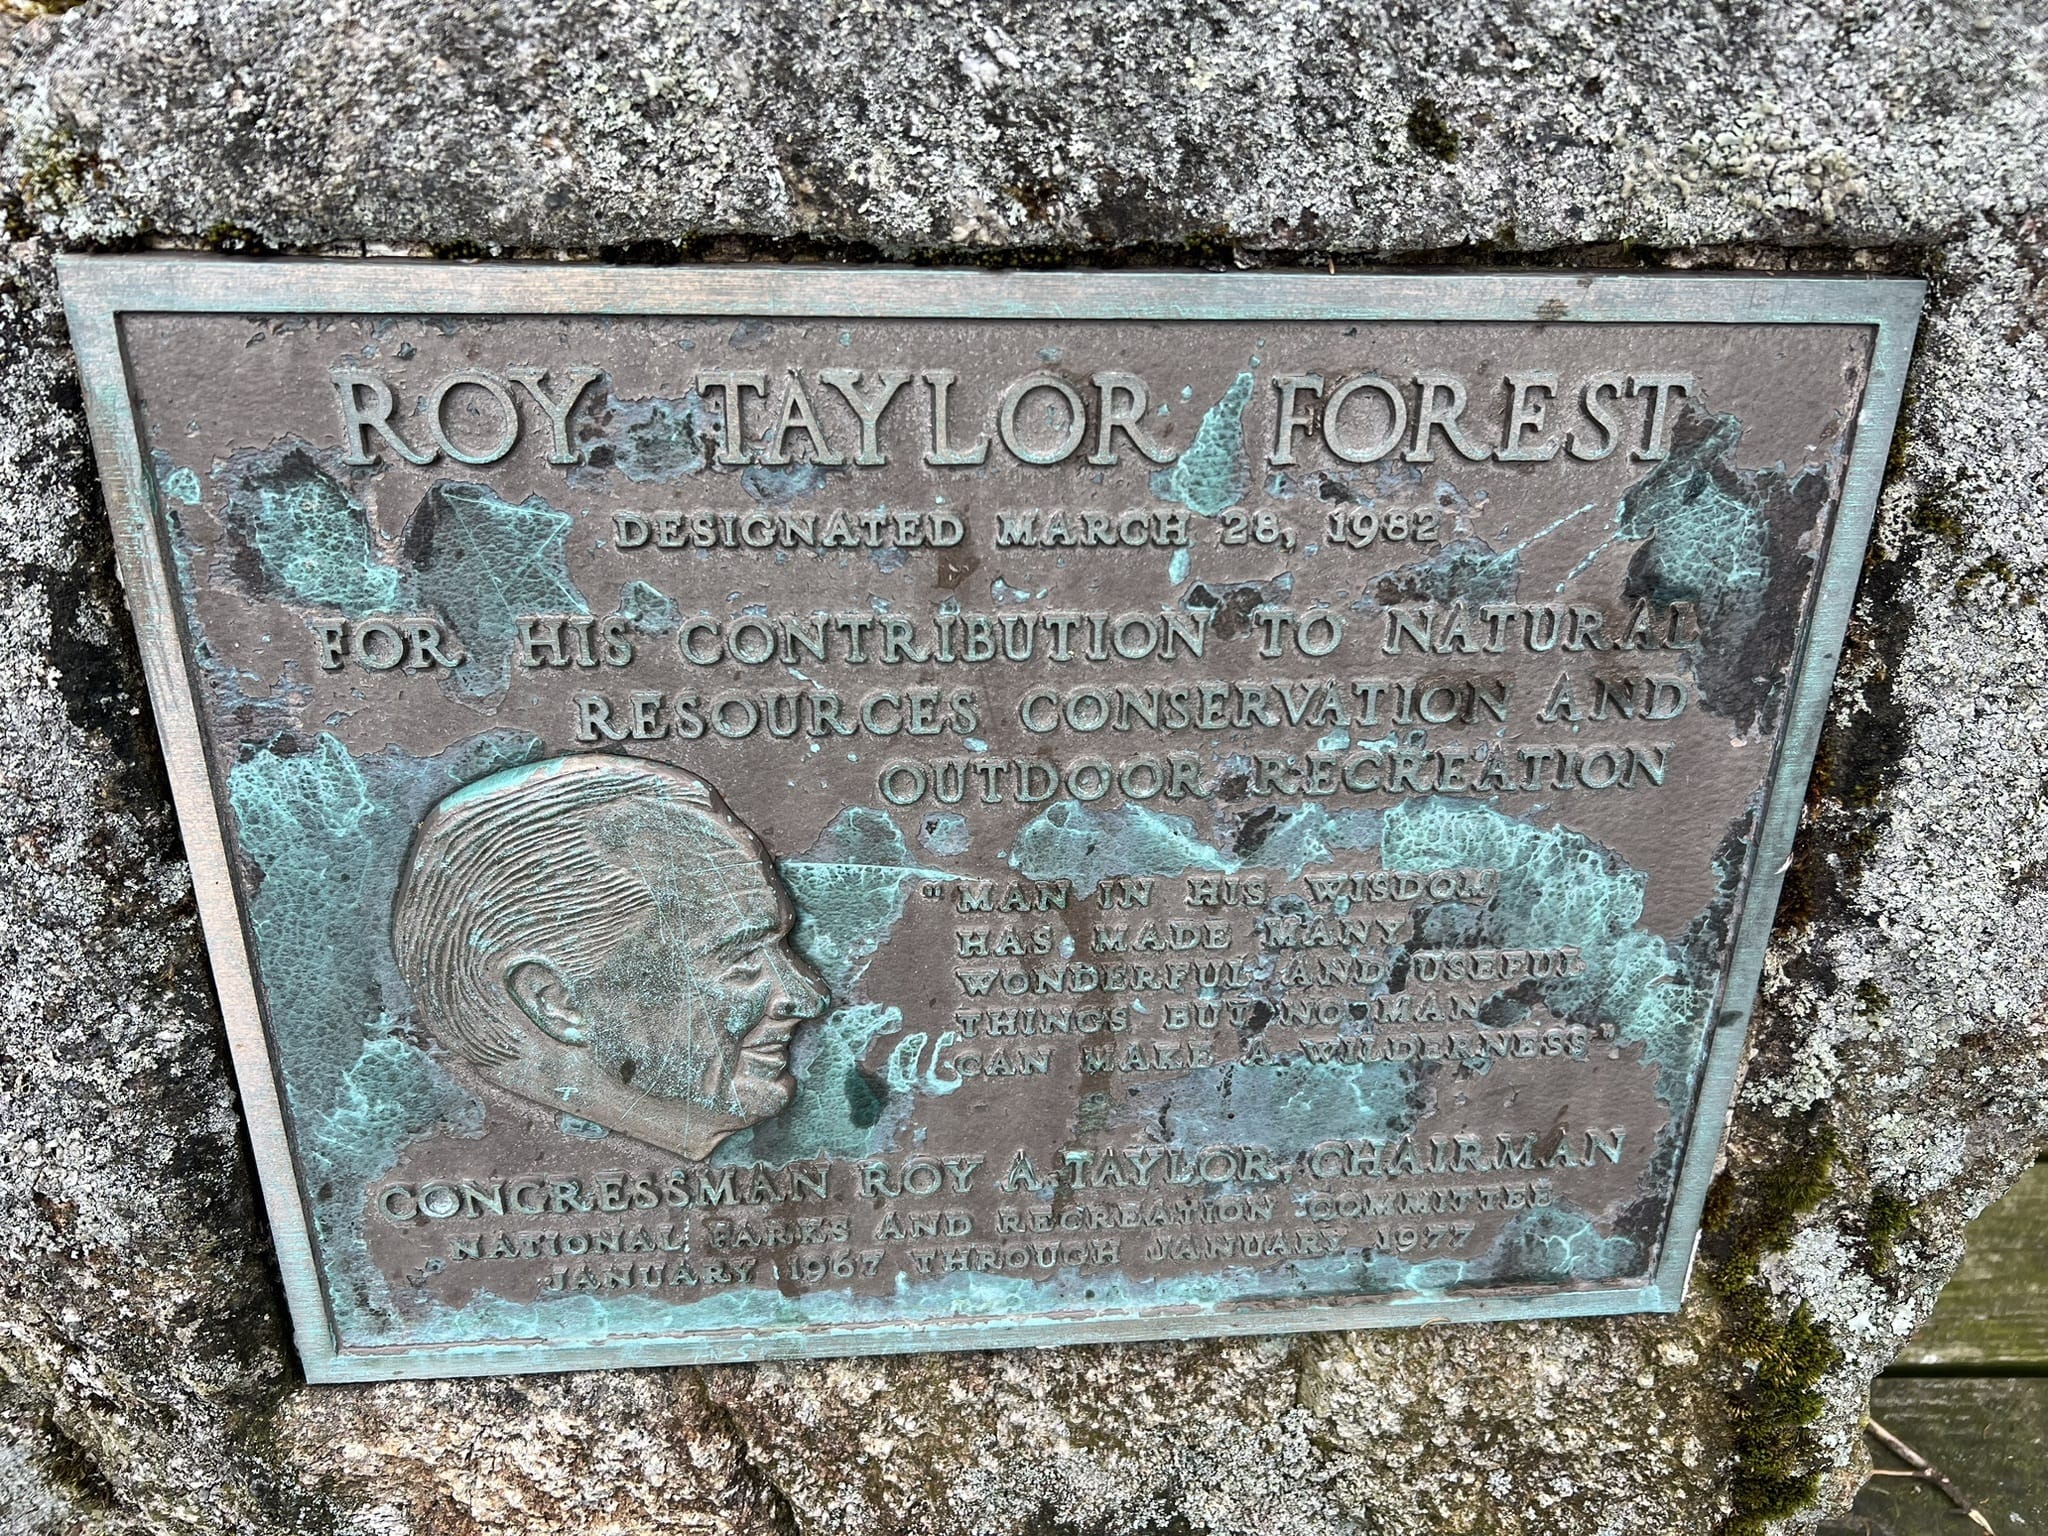 ROY TAYLOR FOREST
DESIGNATED MARCH 28, 1982
FOR HIS CONTRIBUTION TO NATURAL
RESOURCES CONSERVATION AND
OUTDOOR RECREATION
"MAN IN HIS WISDOM
HAS MADE MANY
WONDERFUL AND USEFUL
THINGS BUT NO MAN
CAN MAKE A WILDERNESS"
CONGRESSMAN ROY A. TAYLOR, CHAIRMAN
NATIONAL PARKS AND RECREATION COMMITTEE
JANUARY 1967 THROUGH JANUARY 1977